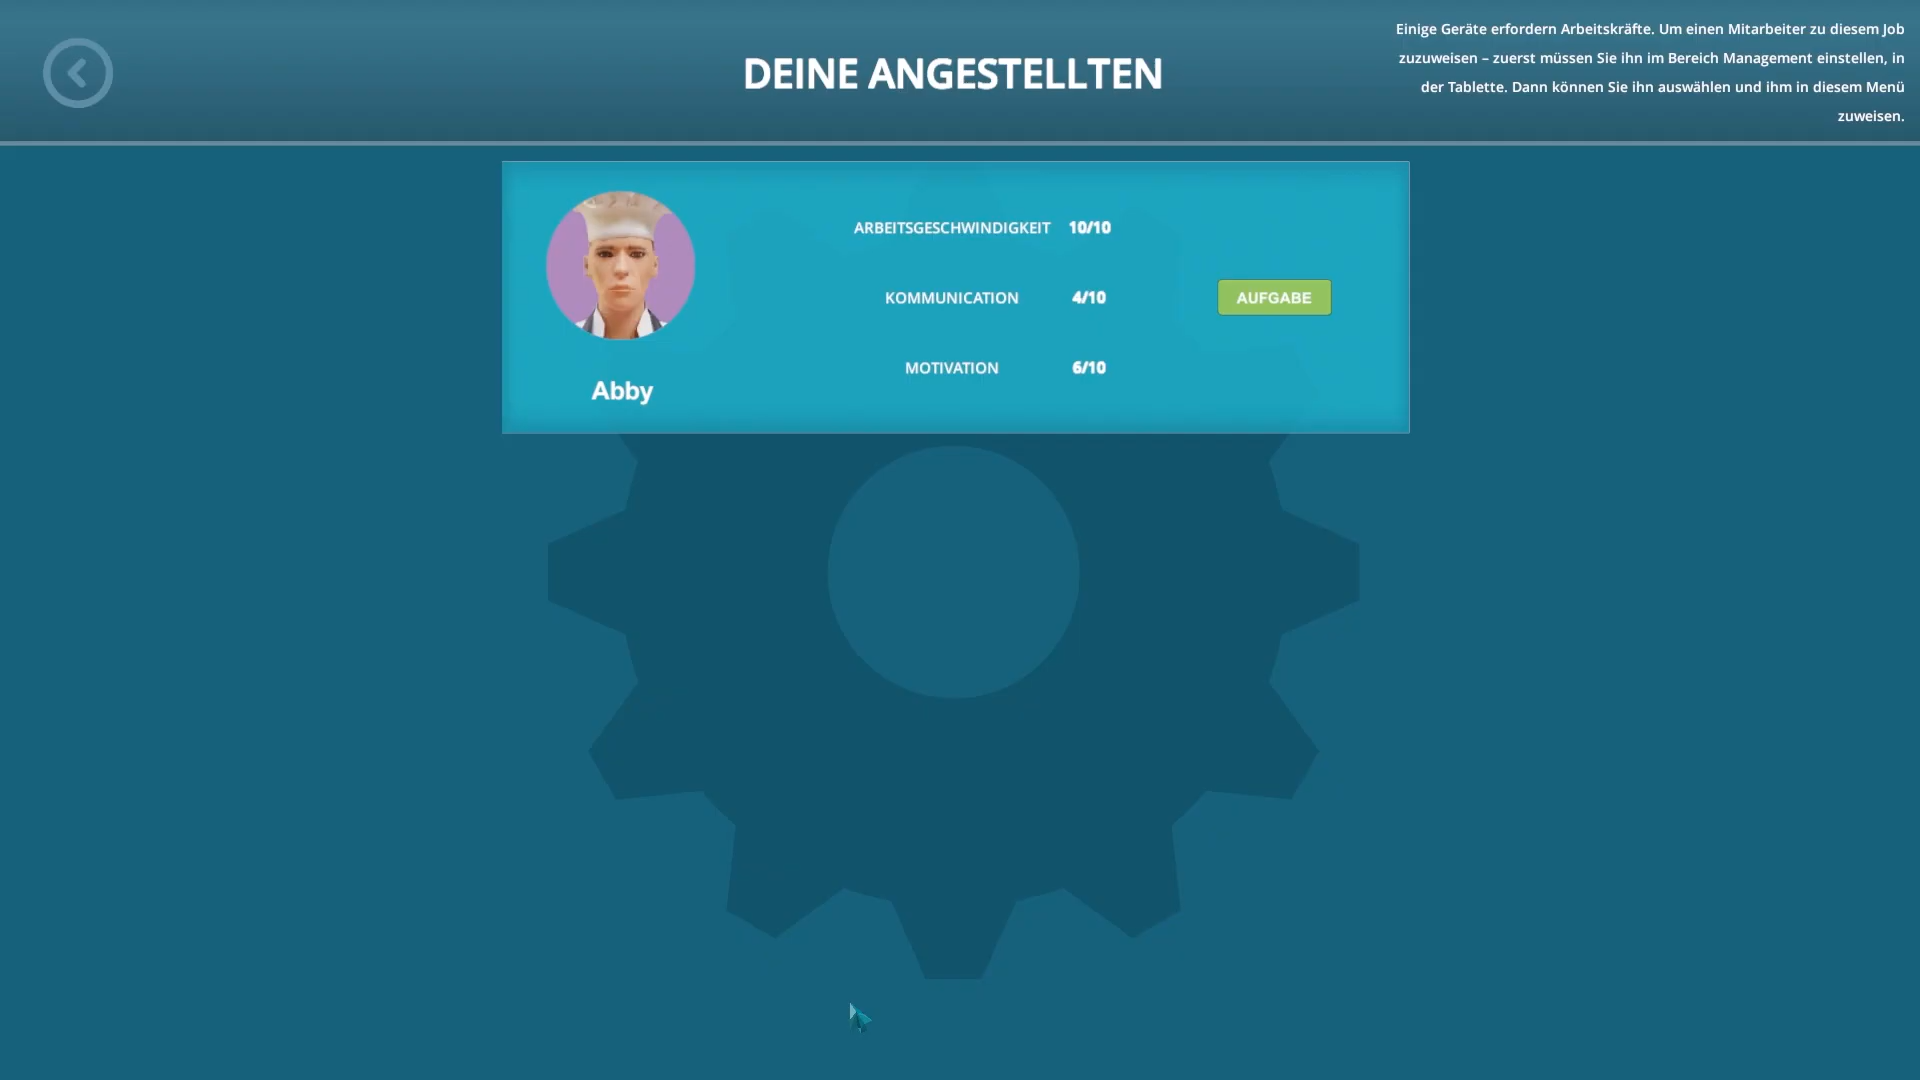 Einige Geräte erfordern Arbeitskräfte. Um einen Mitarbeiter zu diesem Job
zuzuweisen – zuerst müssen Sie ihn im Bereich Management einstellen, in
der Tablette. Dann können Sie ihn auswählen und ihm in diesem Menü
zuweisen.
DEINE ANGESTELLTEN
ARBEITSGESCHWINDIGKEIT 10/10
KOMMUNICATION 4/10
AUFGABE
MOTIVATION 6/10
Abby